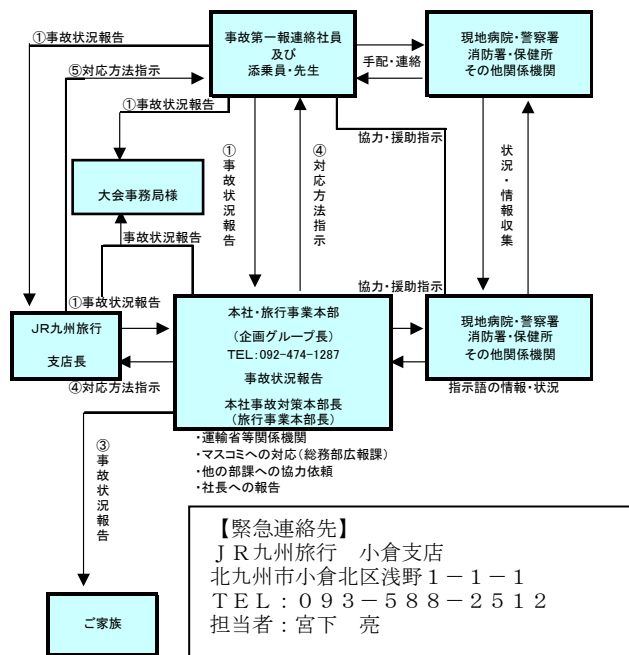 ①事故状況報告
事故第一報連絡社員
及び
添乗員・先生
現地病院・警察署
消防署・保健所
その他関係機関
手配・連絡
⑤対応方法指示
①事故状況報告
協力・援助指示
①事故状況報告
④対応方法指示
状況・情報収集
大会事務局様
事故状況報告
協力・援助指示
①事故状況報告
JR九州旅行
支店長
本社・旅行事業本部
(企画グループ長)
TEL:092-474-1287
事故状況報告
本社事故対策本部長
(旅行事業本部長)
現地病院・警察署
消防署・保健所
その他関係機関
④対応方法指示
指示語の情報・状況
・運輸省等関係機関
・マスコミへの対応(総務部広報課)
・他の部課への協力依頼
・社長への報告
③事故状況報告
ご家族
【緊急連絡先】
ＪＲ九州旅行　小倉支店
北九州市小倉北区浅野１－１－１
ＴＥＬ：０９３－５８８－２５１２
担当者：宮下　亮